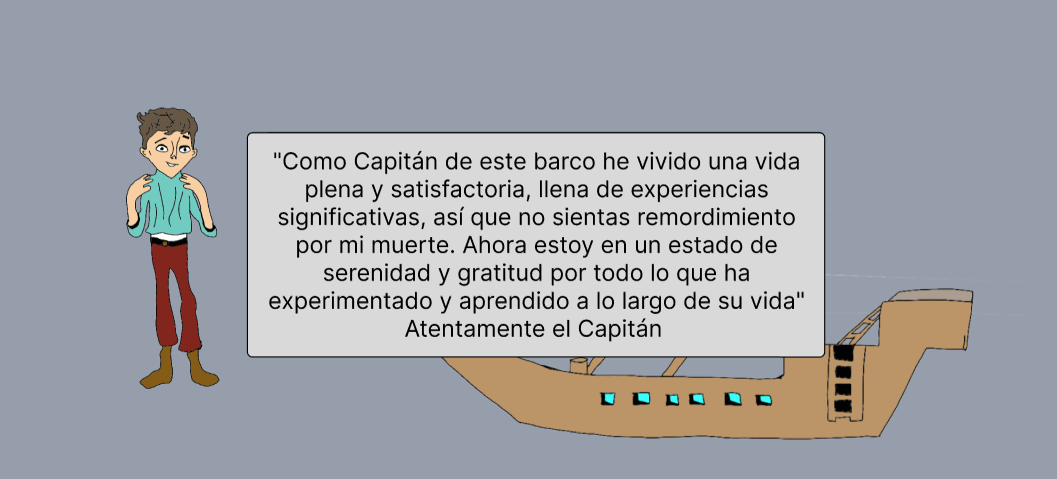 "Como Capitán de este barco he vivido una vida
plena y satisfactoria, llena de experiencias
significativas, así que no sientas remordimiento
por mi muerte. Ahora estoy en un estado de
serenidad y gratitud por todo lo que ha
experimentado y aprendido a lo largo de su vida"
Atentamente el Capitán